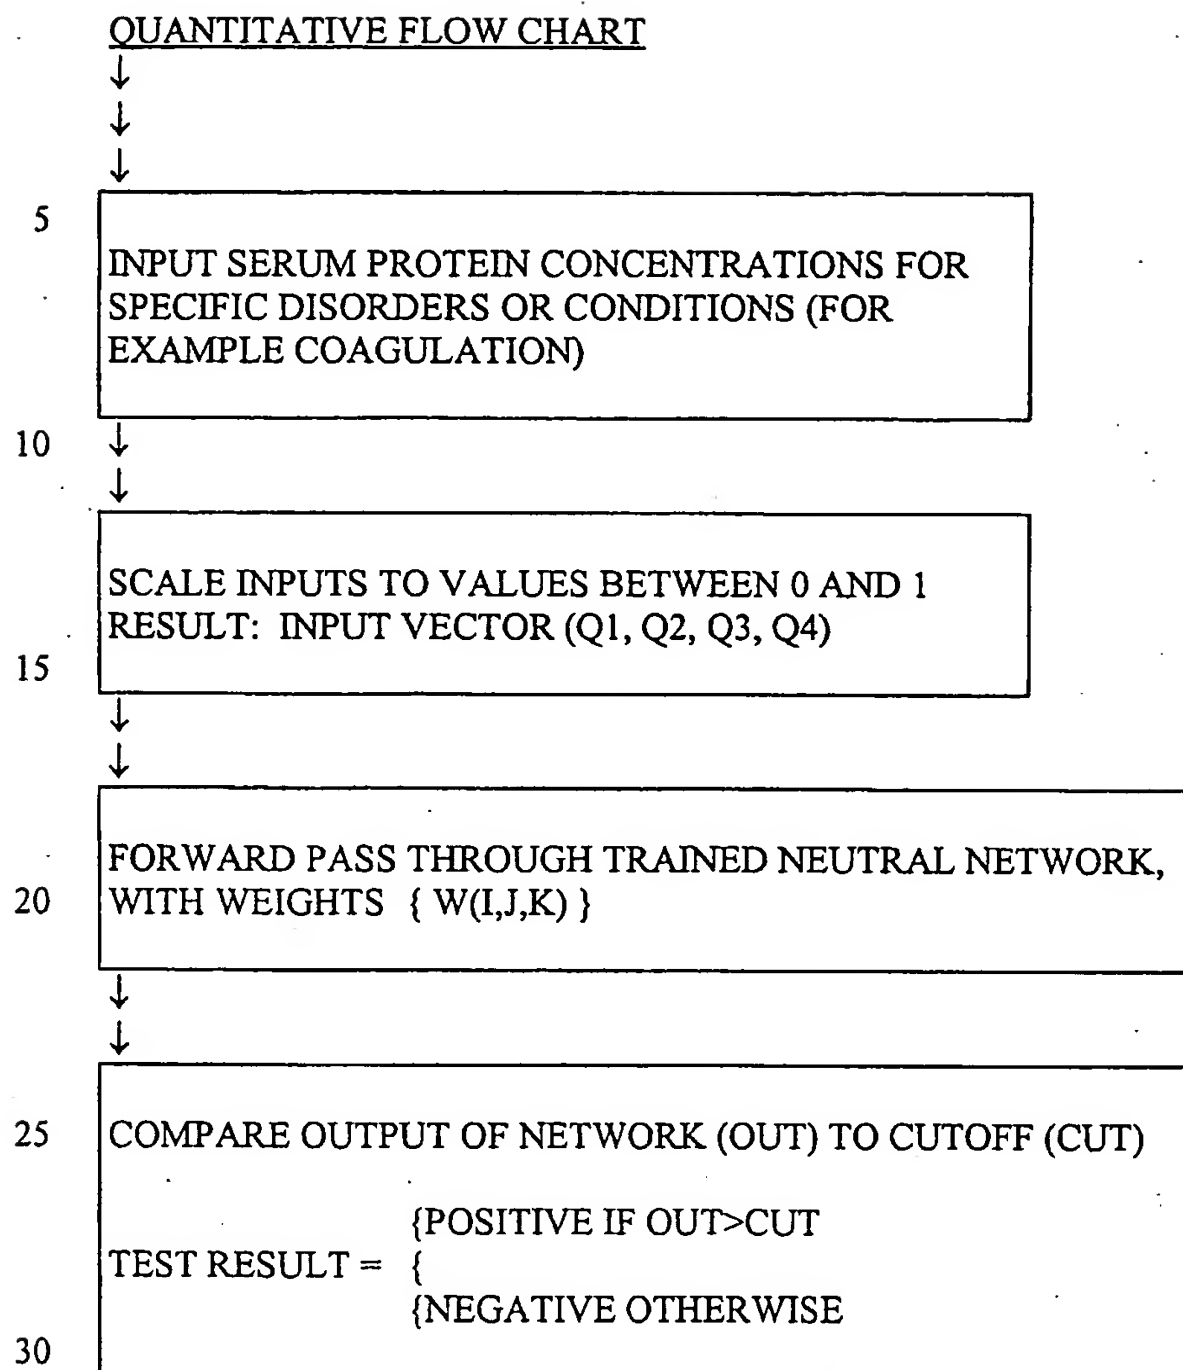 QUANTITATIVE FLOW CHART
↓
↓
↓
5
INPUT SERUM PROTEIN CONCENTRATIONS FOR
SPECIFIC DISORDERS OR CONDITIONS (FOR
EXAMPLE COAGULATION)
10 ↓
↓
SCALE INPUTS TO VALUES BETWEEN 0 AND 1
RESULT: INPUT VECTOR (Q1, Q2, Q3, Q4)
15
↓
↓
FORWARD PASS THROUGH TRAINED NEUTRAL NETWORK,
20 WITH WEIGHTS { W(I,J,K) }
↓
↓
25 COMPARE OUTPUT OF NETWORK (OUT) TO CUTOFF (CUT)
{POSITIVE IF OUT>CUT
TEST RESULT = {
{NEGATIVE OTHERWISE
30